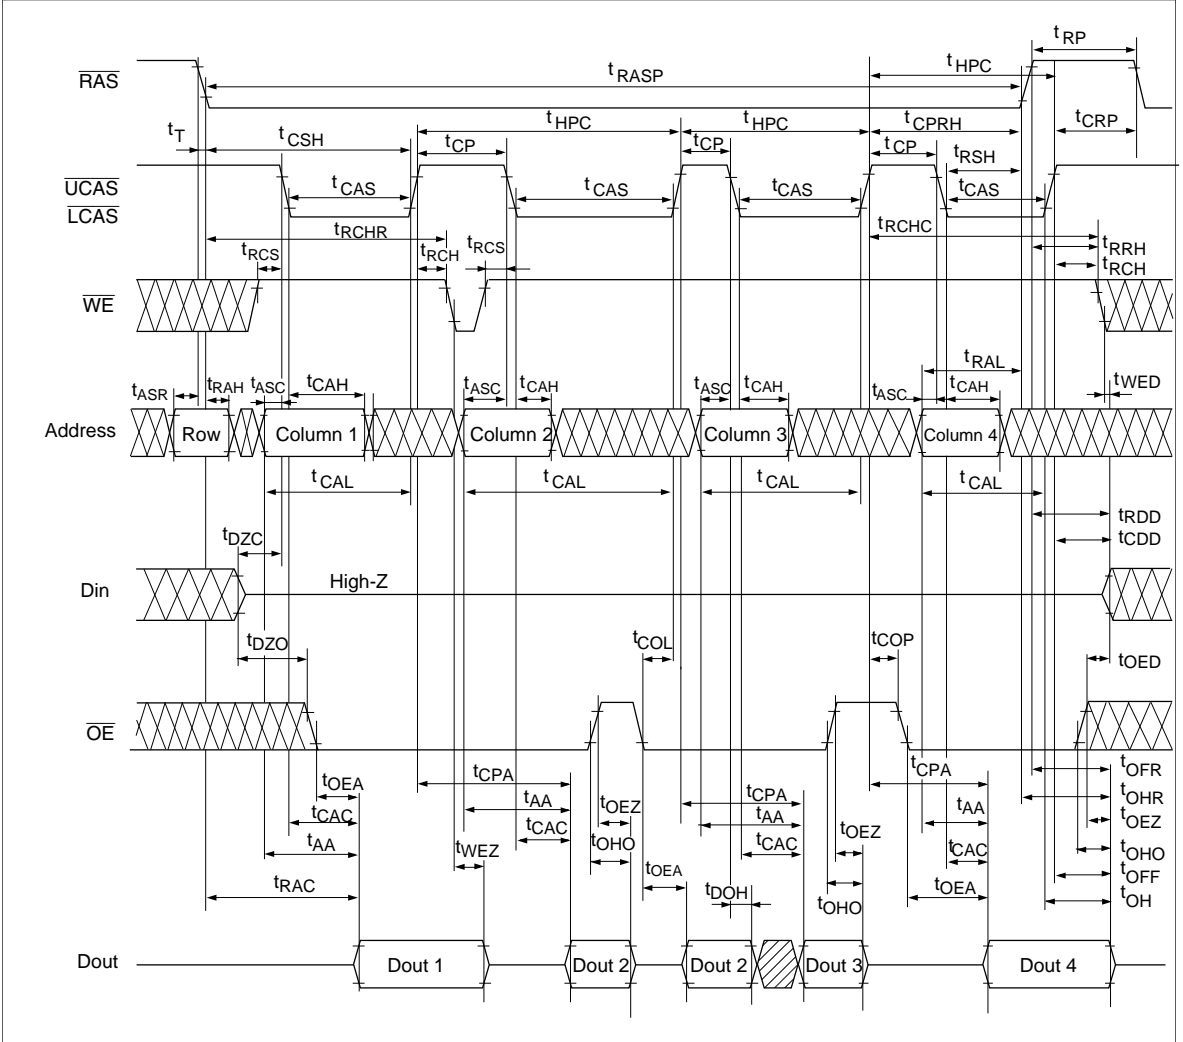 tRP
tHPC
RAS
tRASP
tT
tCSH
tHPC
tHPC
tCPRH
tCRP
tCP
tCP
tCP
tRSH
UCAS
tCAS
tCAS
tCAS
tCAS
LCAS
tRCHR
tRCHC
tRCS
tRCH
tRCS
tRRH
tRCH
WE
tRAL
tASR
tRAH
tASC
tCAH
tASC
tCAH
tASC
tCAH
tASC
tCAH
tWED
Address
Row
Column 1
Column 2
Column 3
Column 4
tCAL
tCAL
tCAL
tCAL
tRDD
tDZC
tCDD
Din
High-Z
tDZO
tCOL
tCOP
tOED
OE
tOEA
tCPA
tCPA
tOFR
tCAC
tAA
tOEZ
tCPA
tAA
tOHR
tAA
tCAC
tOEZ
tWEZ
tOHO
tCAC
tOEZ
tCAC
tOHO
tRAC
tOEA
tDOH
tOHO
tOEA
tOFF
tOH
Dout
Dout 1
Dout 2
Dout 2
Dout 3
Dout 4